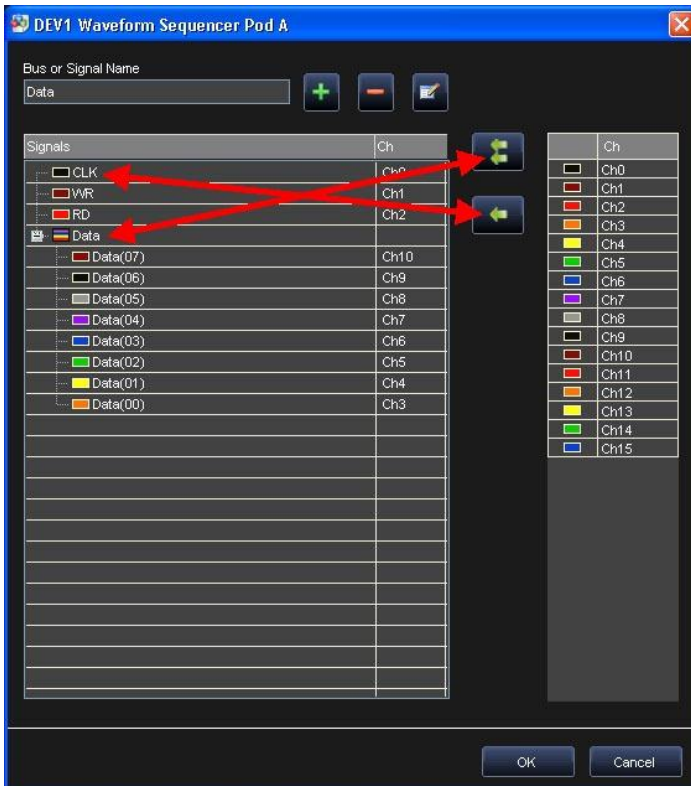 DEV1 Waveform Sequencer Pod A
Bus or Signal Name
Data
Signals Ch
CLK Ch0
WR Ch1
RD Ch2
Data
Data(07) Ch10
Data(06) Ch9
Data(05) Ch8
Data(04) Ch7
Data(03) Ch6
Data(02) Ch5
Data(01) Ch4
Data(00) Ch3
Ch
Ch0
Ch1
Ch2
Ch3
Ch4
Ch5
Ch6
Ch7
Ch8
Ch9
Ch10
Ch11
Ch12
Ch13
Ch14
Ch15
OK Cancel